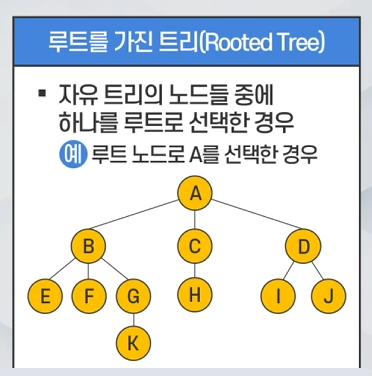 루트를 가진 트리(Rooted Tree)
▪ 자유 트리의 노드들 중에
하나를 루트로 선택한 경우
예 루트 노드로 A를 선택한 경우
A
B C D
E F G H I J
K